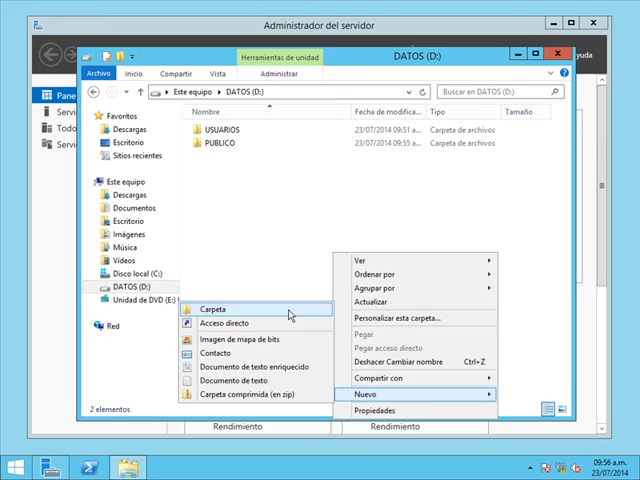 Administrador del servidor
Ayuda
Herramientas de unidad
DATOS (D:)
Archivo
Inicio
Compartir
Vista
Administrar
Este equipo
DATOS (D:)
Buscar en DATOS (D:)
Pane
Servi
Todo
Servi
Nombre
Fecha de modifica...
Tipo
Tamaño
USUARIOS
23/07/2014 09:51 a...
Carpeta de archivos
PUBLICO
23/07/2014 09:55 a...
Carpeta de archivos
Favoritos
Descargas
Escritorio
Sitios recientes
Este equipo
Descargas
Documentos
Escritorio
Imágenes
Música
Vídeos
Disco local (C:)
DATOS (D:)
Unidad de DVD (E:)
Red
Ver
Ordenar por
Agrupar por
Actualizar
Personalizar esta carpeta...
Pegar
Pegar acceso directo
Deshacer Cambiar nombre Ctrl+Z
Compartir con
Nuevo
Propiedades
Carpeta
Acceso directo
Imagen de mapa de bits
Contacto
Documento de texto enriquecido
Documento de texto
Carpeta comprimida (en zip)
2 elementos
Rendimiento
Rendimiento
09:56 a.m.
23/07/2014